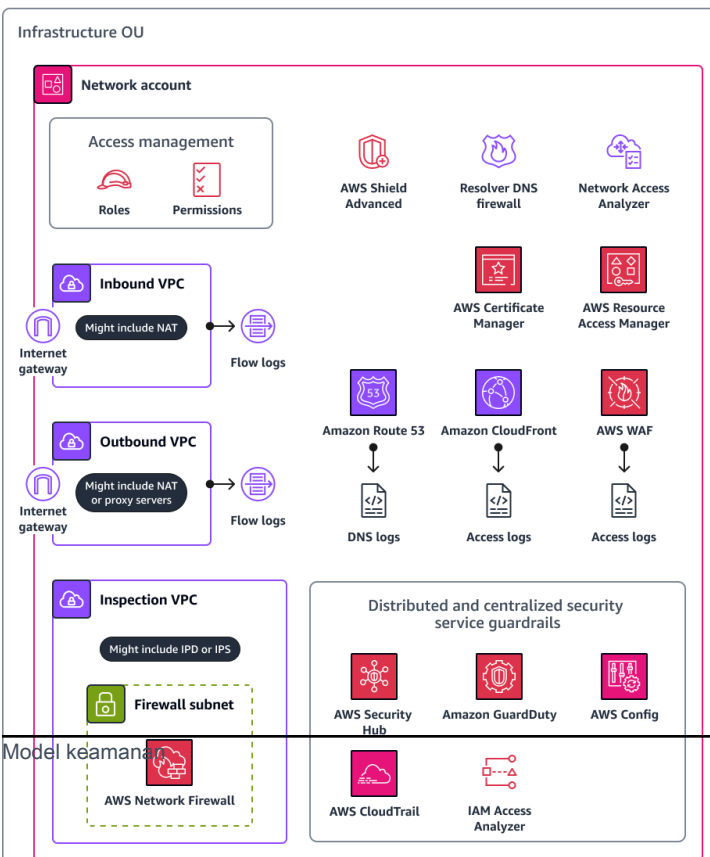 Infrastructure OU
Network account
Access management
Roles
Permissions
AWS Shield
Advanced
Resolver DNS
firewall
Network Access
Analyzer
AWS Certificate
Manager
AWS Resource
Access Manager
Inbound VPC
Might include NAT
Internet
gateway
Flow logs
53
Amazon Route 53
Amazon CloudFront
AWS WAF
Outbound VPC
Might include NAT
or proxy servers
Internet
gateway
Flow logs
DNS logs
Access logs
Access logs
Inspection VPC
Might include IPD or IPS
Firewall subnet
AWS Network Firewall
Distributed and centralized security
service guardrails
AWS Security
Hub
Amazon GuardDuty
AWS Config
AWS CloudTrail
IAM Access
Analyzer
Model keamanan